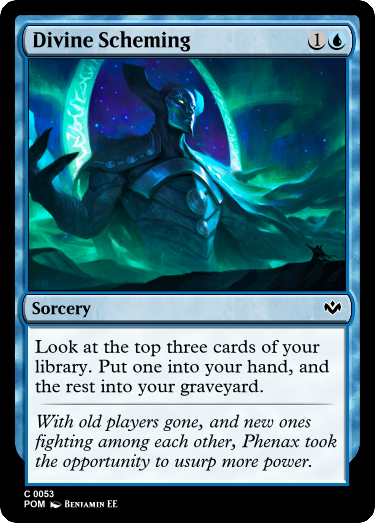 Divine Scheming 1
Sorcery
Look at the top three cards of your
library. Put one into your hand, and
the rest into your graveyard.
With old players gone, and new ones
fighting among each other, Phenax took
the opportunity to usurp more power.
C 0053
POM Benjamin EE